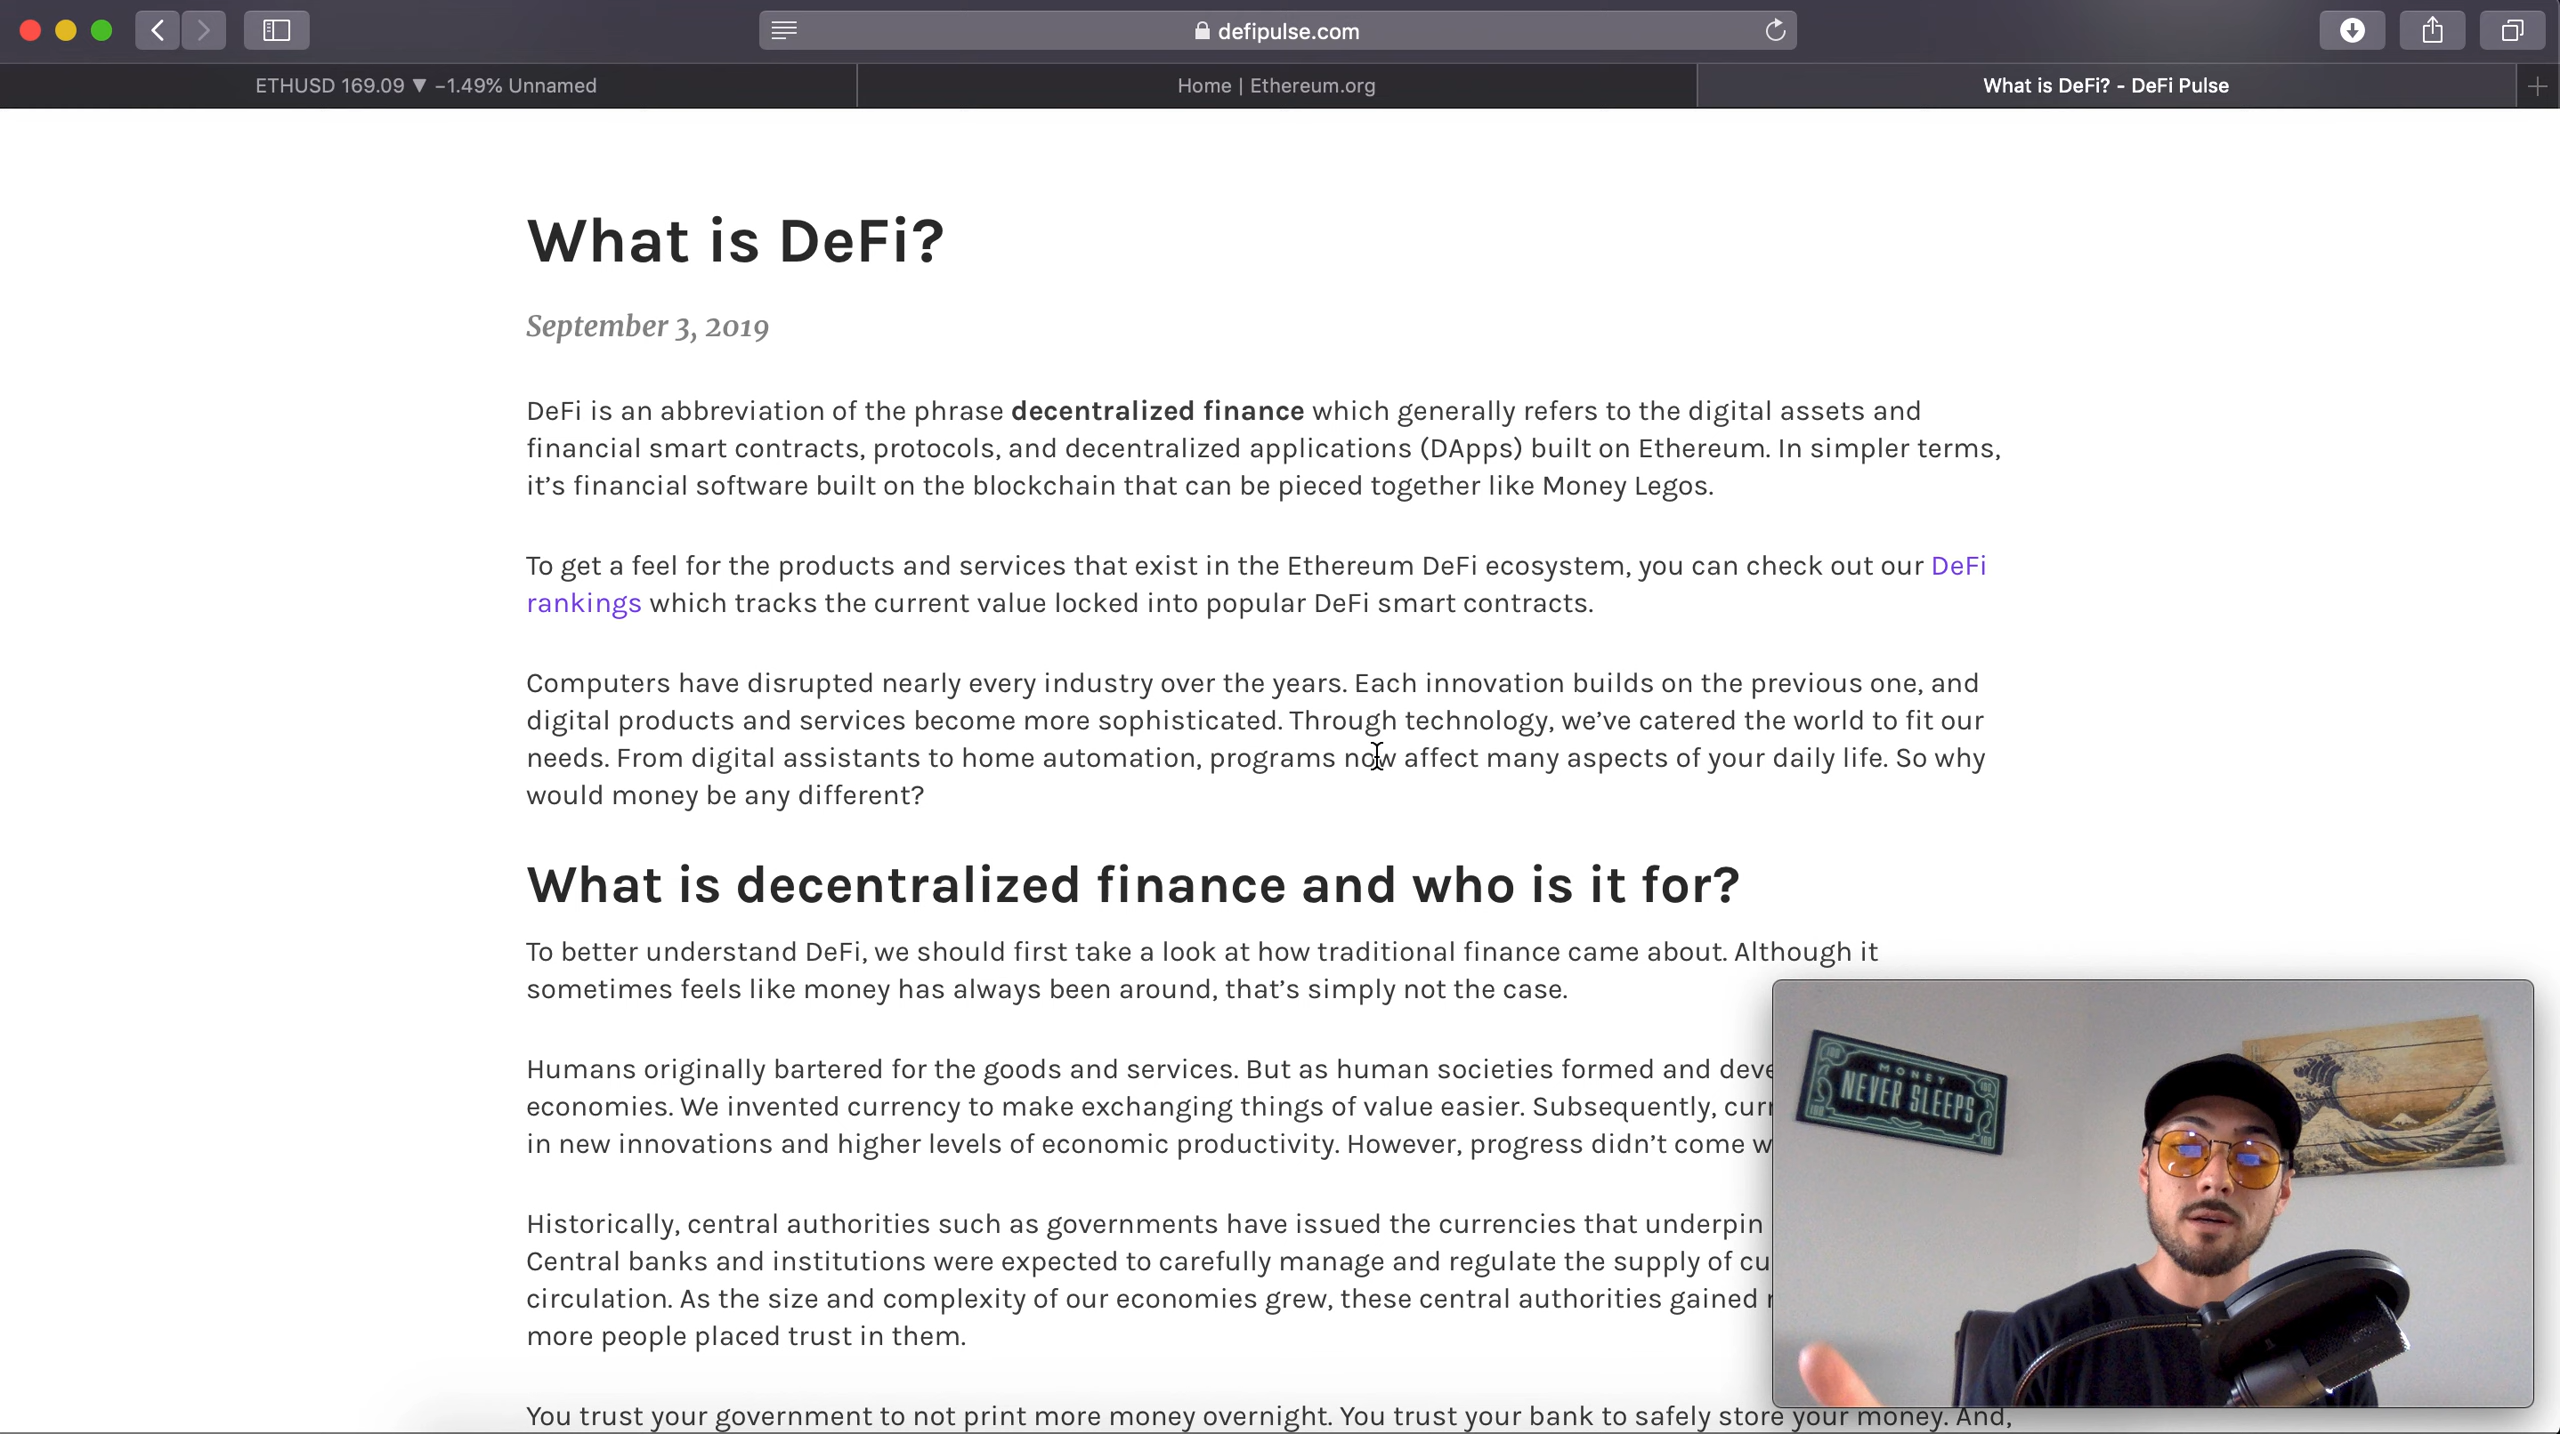 defipulse.com
ETHUSD 169.09 ▼ −1.49% Unnamed
Home | Ethereum.org
What is DeFi? - DeFi Pulse
What is DeFi?
September 3, 2019
DeFi is an abbreviation of the phrase decentralized finance which generally refers to the digital assets and
financial smart contracts, protocols, and decentralized applications (DApps) built on Ethereum. In simpler terms,
it’s financial software built on the blockchain that can be pieced together like Money Legos.
To get a feel for the products and services that exist in the Ethereum DeFi ecosystem, you can check out our DeFi
rankings which tracks the current value locked into popular DeFi smart contracts.
Computers have disrupted nearly every industry over the years. Each innovation builds on the previous one, and
digital products and services become more sophisticated. Through technology, we’ve catered the world to fit our
needs. From digital assistants to home automation, programs now affect many aspects of your daily life. So why
would money be any different?
What is decentralized finance and who is it for?
To better understand DeFi, we should first take a look at how traditional finance came about. Although it
sometimes feels like money has always been around, that’s simply not the case.
Humans originally bartered for the goods and services. But as human societies formed and
economies. We invented currency to make exchanging things of value easier. Subsequently,
in new innovations and higher levels of economic productivity. However, progress didn’t come
Historically, central authorities such as governments have issued the currencies that underpin
Central banks and institutions were expected to carefully manage and regulate the supply of
circulation. As the size and complexity of our economies grew, these central authorities gained
more people placed trust in them.
You trust your government to not print more money overnight. You trust your bank to safely store your money. And,
MONEY
NEVER SLEEPS